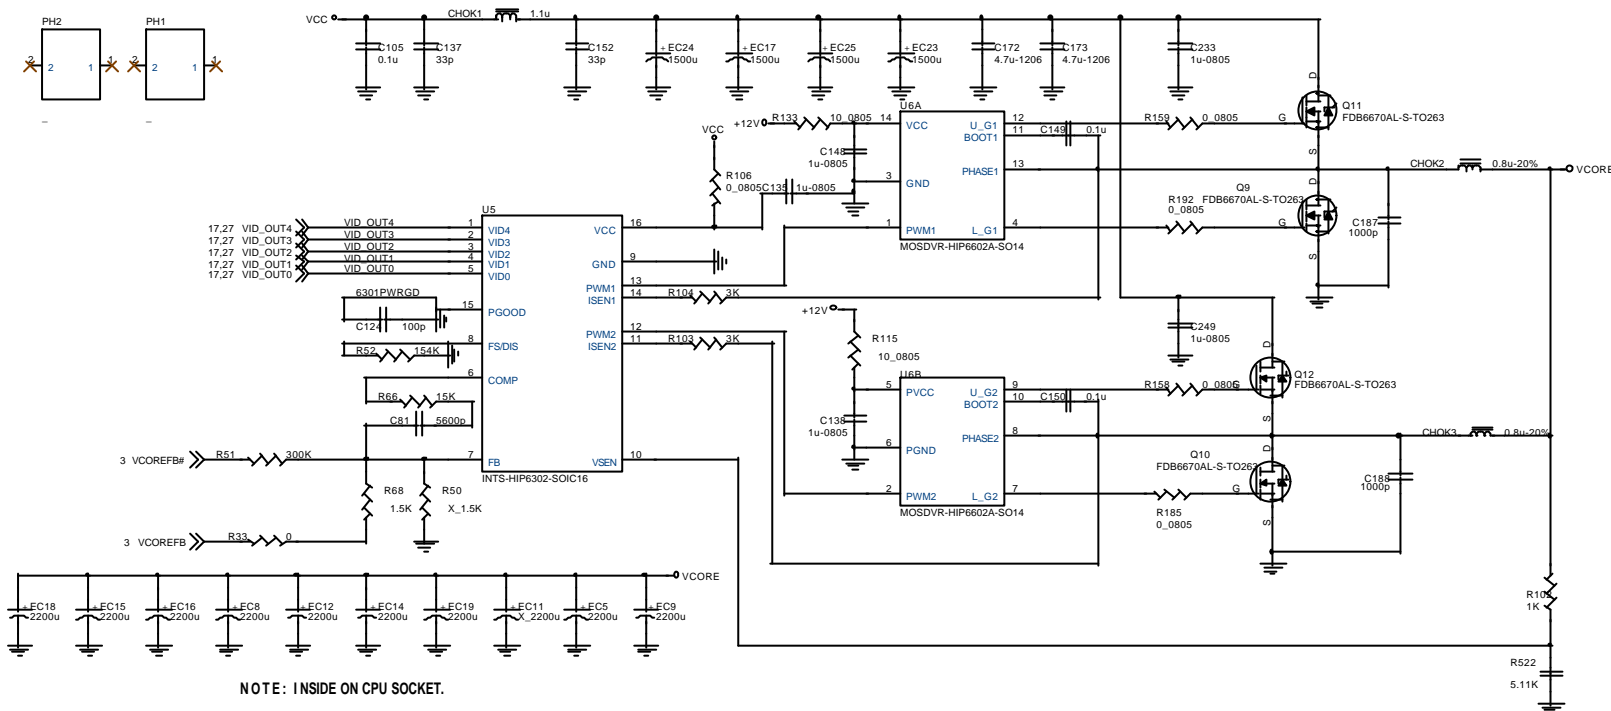 PH2
PH1
2 2 1 1
2 2 1 1
VCC
CHOK1 1.1u
C105
0.1u
C137
33p
C152
33p
+ EC24
1500u
+ EC17
1500u
+ EC25
1500u
+ EC23
1500u
C172
4.7u-1206
C173
4.7u-1206
C233
1u-0805
D
Q11
FDB6670AL-S-TO263
G
S
U6A
+12V R133 10_0805 14 VCC
U_G1 12
BOOT1 11
PHASE1 13
L_G1 4
3 GND
1 PWM1
MOSDVR-HIP6602A-SO14
C149 0.1u
R159 0_0805
C148
1u-0805
VCC
R106
0_0805
C135 1u-0805
CHOK2 0.8u-20%
VCORE
D
Q9
FDB6670AL-S-TO263
R192
0_0805
G
S
C187
1000p
U5
17,27 VID_OUT4 VID_OUT4 1 VID4
17,27 VID_OUT3 VID_OUT3 2 VID3
17,27 VID_OUT2 VID_OUT2 3 VID2
17,27 VID_OUT1 VID_OUT1 4 VID1
17,27 VID_OUT0 VID_OUT0 5 VID0
VCC 16
GND 9
PWM1 13
ISEN1 14
R104 3K
PWM2 12
ISEN2 11
R103 3K
6301PWRGD
15 PGOOD
C124 100p
8 FS/DIS
R52 154K
6 COMP
R66 15K
C81 5600p
3 VCOREFB# R51 300K 7 FB
VSEN 10
INTS-HIP6302-SOIC16
R68
1.5K
R50
X_1.5K
3 VCOREFB R33 0
+12V
R115
10_0805
U6B
5 PVCC
U_G2 9
BOOT2 10
PHASE2 8
6 PGND
2 PWM2
L_G2 7
MOSDVR-HIP6602A-SO14
C138
1u-0805
C150 0.1u
R158 0_0805
G
C249
1u-0805
D
Q12
FDB6670AL-S-TO263
S
CHOK3 0.8u-20%
D
Q10
FDB6670AL-S-TO263
G
S
R185
0_0805
C188
1000p
R102
1K
R522
5.11K
VCORE
+ EC18
2200u
+ EC15
2200u
+ EC16
2200u
+ EC8
2200u
+ EC12
2200u
+ EC14
2200u
+ EC19
2200u
+ EC11
X_2200u
+ EC5
2200u
+ EC9
2200u
NOTE: INSIDE ON CPU SOCKET.